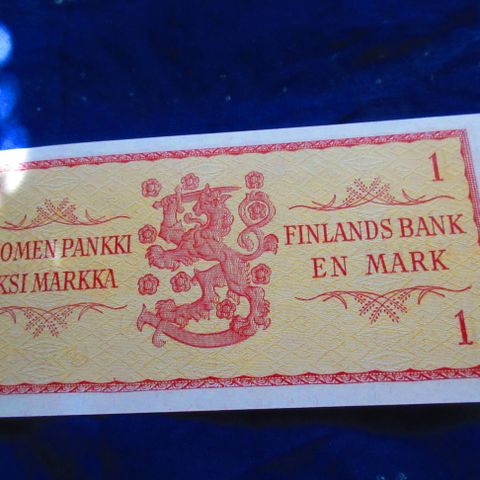 1
OMEN PANKKI
KSI MARKKA
FINLANDS BANK
EN MARK
1